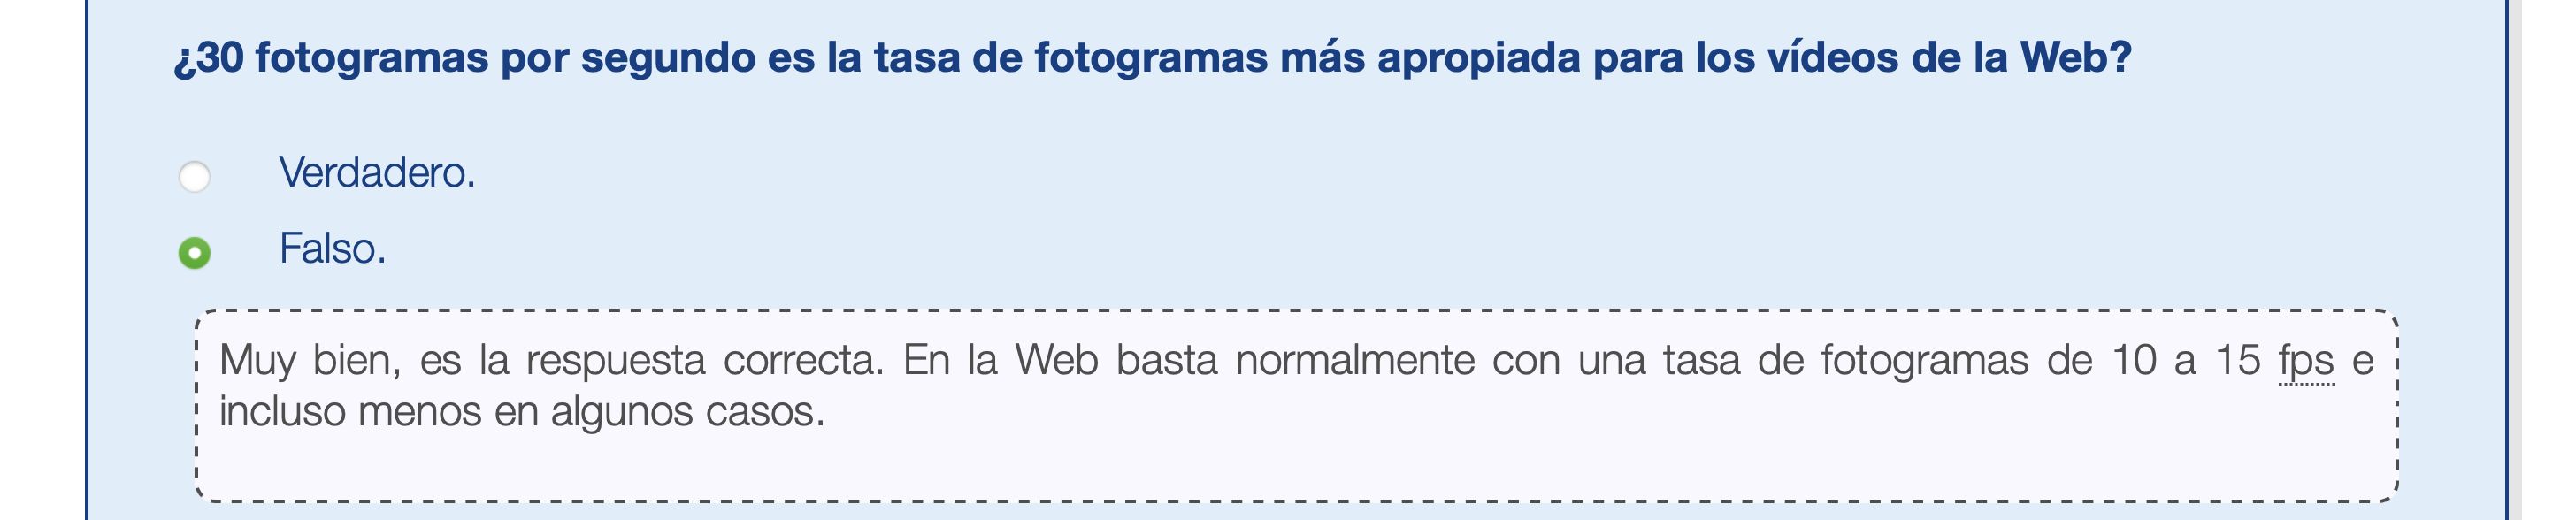 ¿30 fotogramas por segundo es la tasa de fotogramas más apropiada para los vídeos de la Web?
Verdadero.
Falso.
Muy bien, es la respuesta correcta. En la Web basta normalmente con una tasa de fotogramas de 10 a 15 fps e
incluso menos en algunos casos.